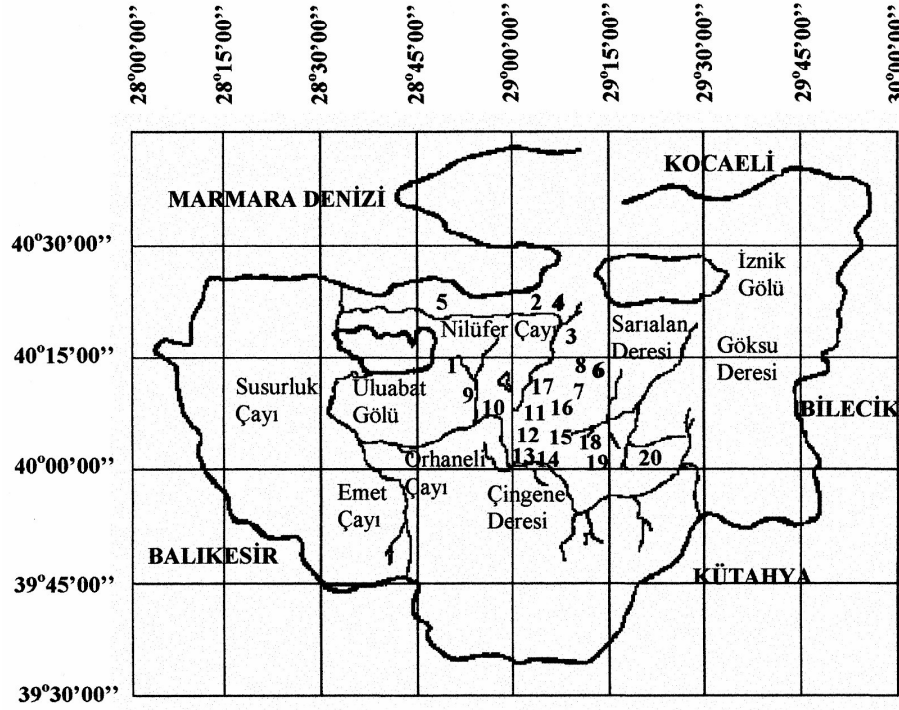 28°00'00''
28°15'00''
28°30'00''
28°45'00''
29°00'00''
29°15'00''
29°30'00''
29°45'00''
30°00'00''
KOCAELİ
MARMARA DENİZİ
40°30'00''
İznik
Gölü
5
2
4
Nilüfer Çayı
3
Sarıalan
Deresi
Göksu
Deresi
40°15'00''
1
8
6
Susurluk
Çayı
Uluabat
Gölü
9
17
7
10
11
16
BİLECİK
12
15
18
13
14
19
20
40°00'00''
Orhaneli
Çayı
Emet
Çayı
Çingene
Deresi
BALIKESİR
KÜTAHYA
39°45'00''
39°30'00''